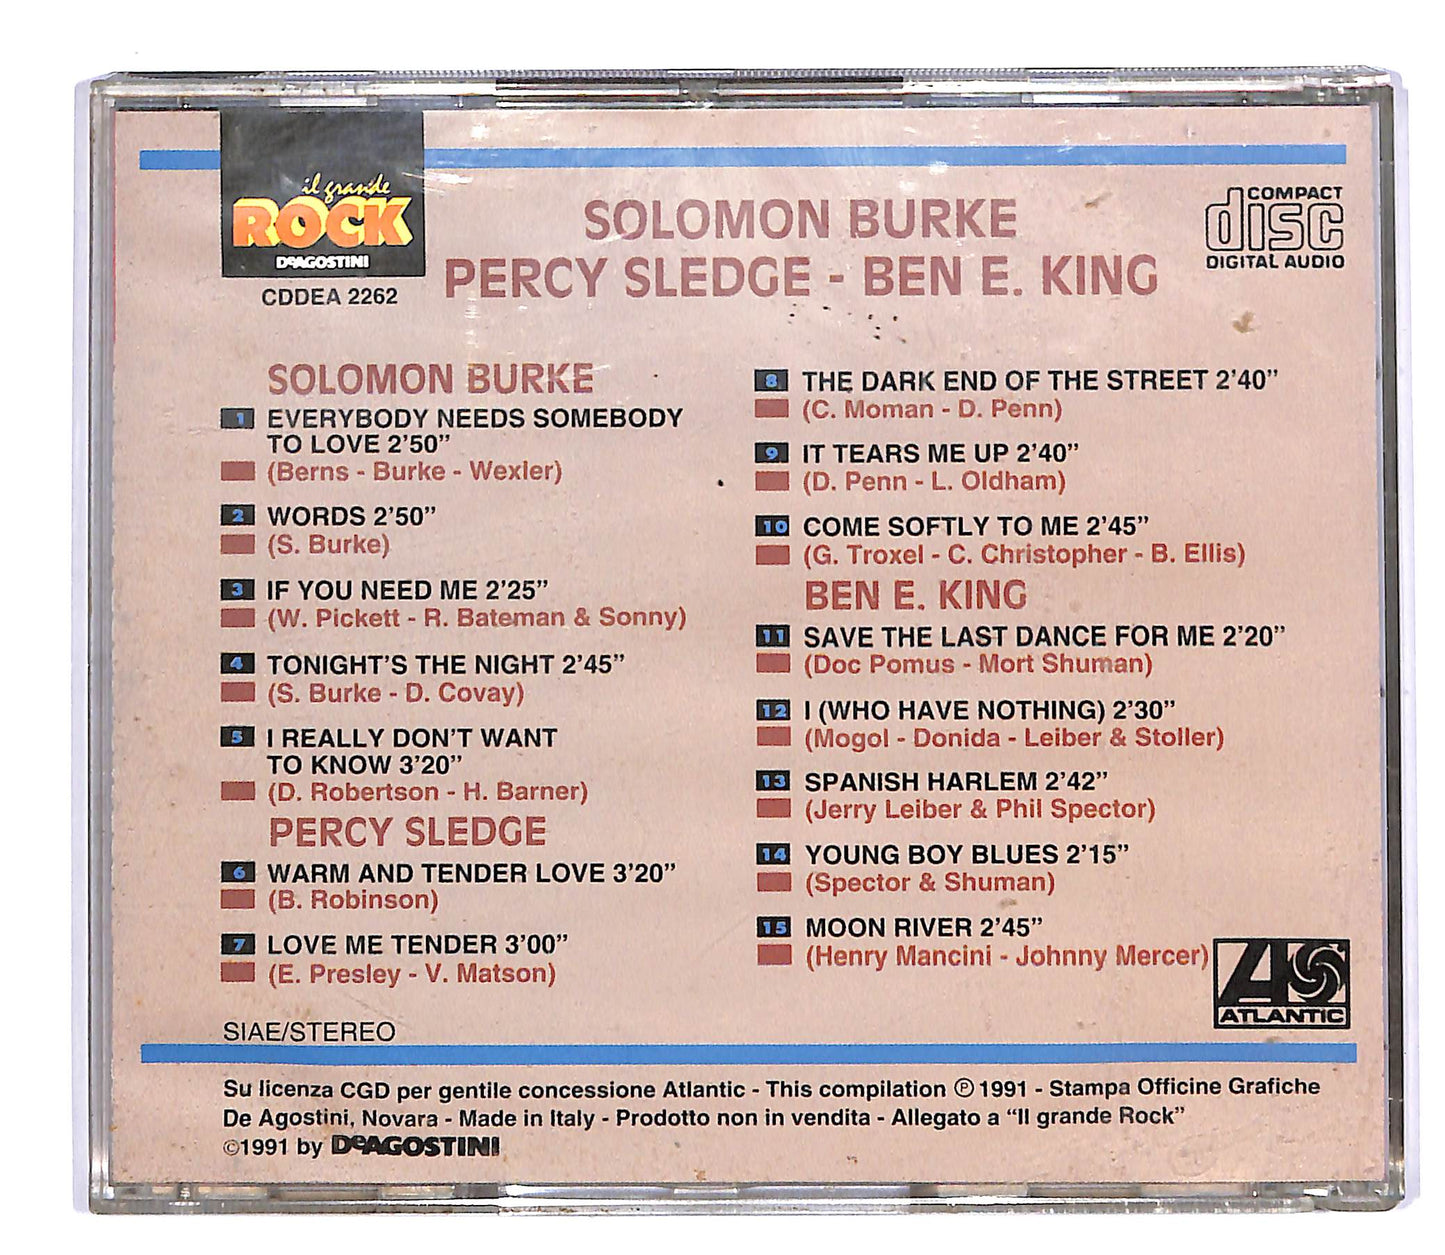 il grande
ROCK
DeAGOSTINI
CDDEA 2262
SOLOMON BURKE
PERCY SLEDGE - BEN E. KING
COMPACT
disc
DIGITAL AUDIO
SOLOMON BURKE
1 EVERYBODY NEEDS SOMEBODY
TO LOVE 2'50”
(Berns - Burke - Wexler)
2 WORDS 2'50”
(S. Burke)
3 IF YOU NEED ME 2'25”
(W. Pickett - R. Bateman & Sonny)
4 TONIGHT'S THE NIGHT 2'45”
(S. Burke - D. Covay)
5 I REALLY DON'T WANT
TO KNOW 3'20”
(D. Robertson - H. Barner)
PERCY SLEDGE
6 WARM AND TENDER LOVE 3'20”
(B. Robinson)
7 LOVE ME TENDER 3'00”
(E. Presley - V. Matson)
8 THE DARK END OF THE STREET 2'40”
(C. Moman - D. Penn)
9 IT TEARS ME UP 2'40”
(D. Penn - L. Oldham)
10 COME SOFTLY TO ME 2'45”
(G. Troxel - C. Christopher - B. Ellis)
BEN E. KING
11 SAVE THE LAST DANCE FOR ME 2'20”
(Doc Pomus - Mort Shuman)
12 I (WHO HAVE NOTHING) 2'30”
(Mogol - Donida - Leiber & Stoller)
13 SPANISH HARLEM 2'42”
(Jerry Leiber & Phil Spector)
14 YOUNG BOY BLUES 2'15”
(Spector & Shuman)
15 MOON RIVER 2'45”
(Henry Mancini - Johnny Mercer)
ATLANTIC
SIAE/STEREO
Su licenza CGD per gentile concessione Atlantic - This compilation ℗ 1991 - Stampa Officine Grafiche
De Agostini, Novara - Made in Italy - Prodotto non in vendita - Allegato a “Il grande Rock”
©1991 by DeAGOSTINI